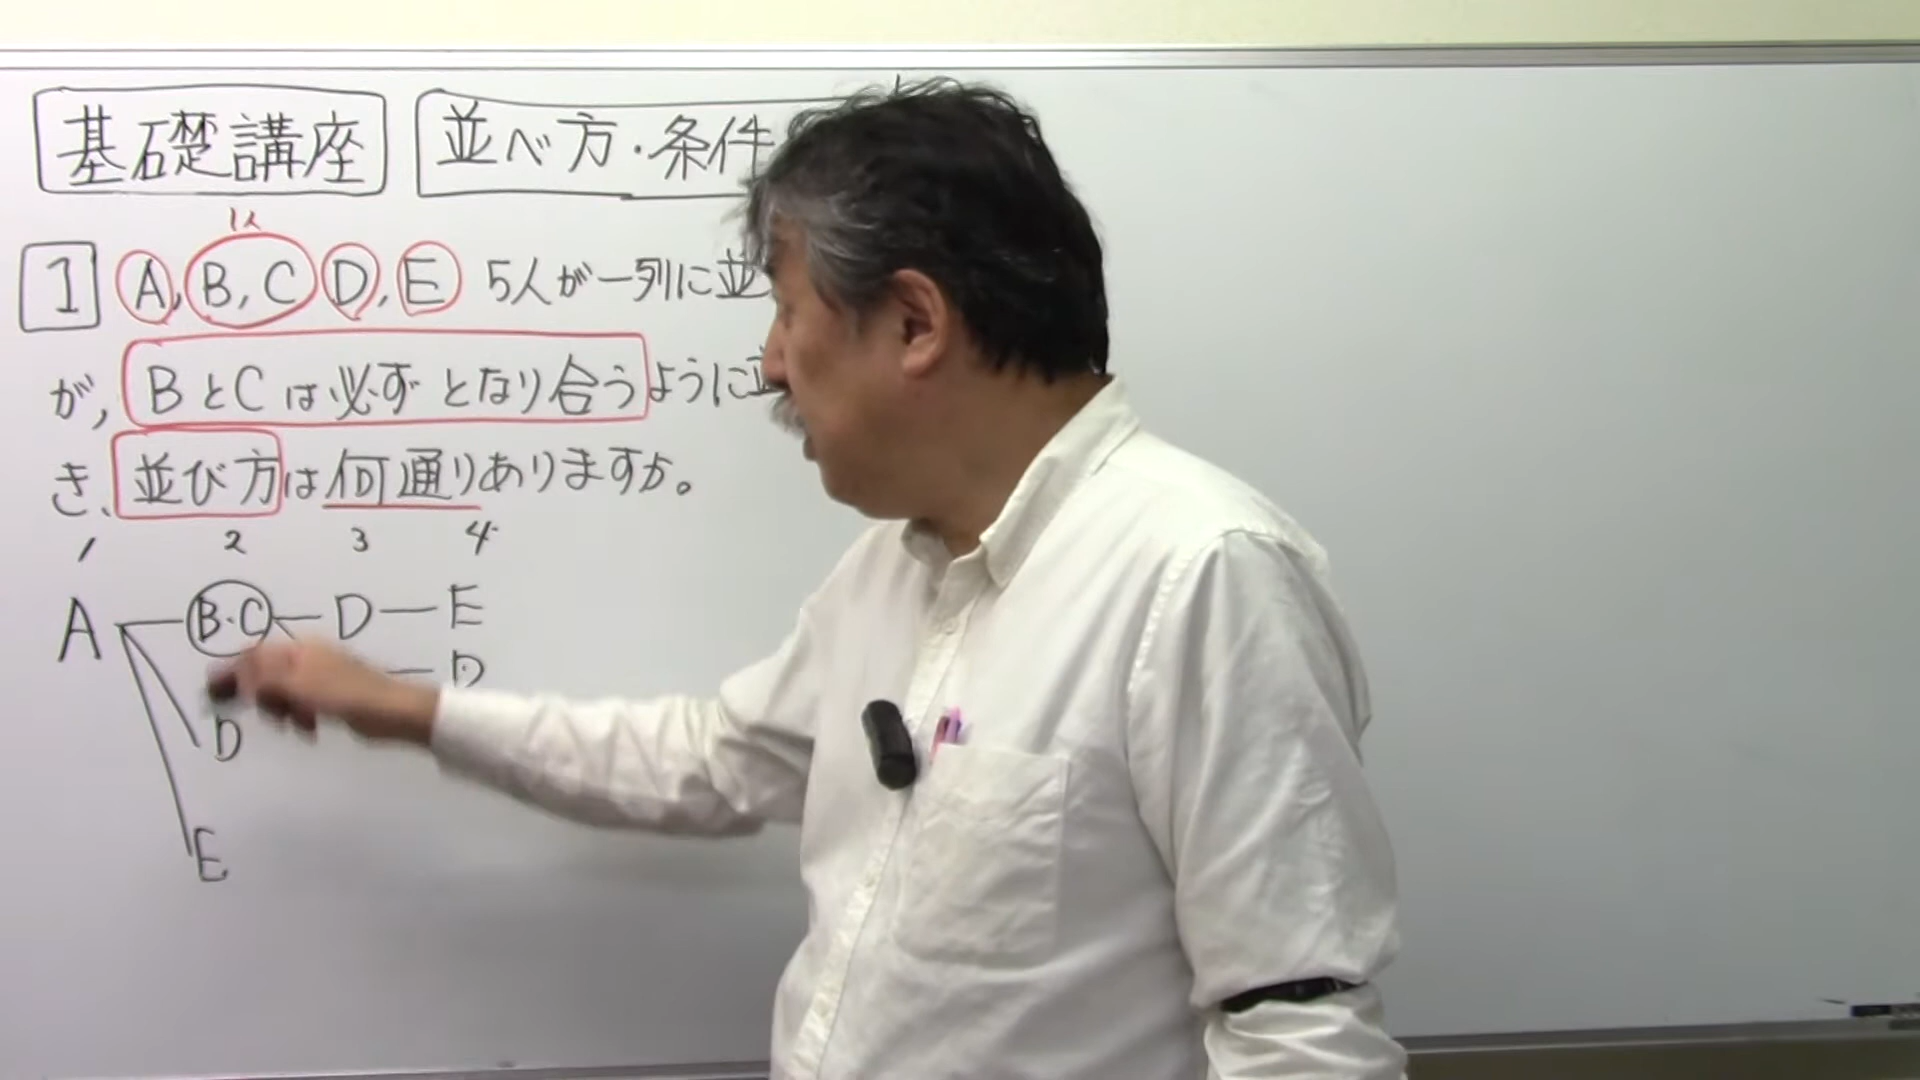 基礎講座 並べ方・条件
1人
1 A, B, C D, E 5人が一列に並
が, BとCは必ずとなり合うように並
き、並び方は何通りありますか。
1 2 3 4
A B・C D E
D
D
E